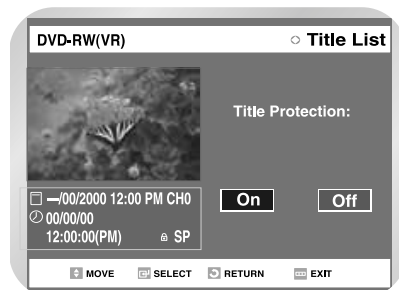 DVD-RW(VR)
Title List
Title Protection:
On Off
—/00/2000 12:00 PM CH0
00/00/00
12:00:00(PM) SP
MOVE SELECT RETURN EXIT